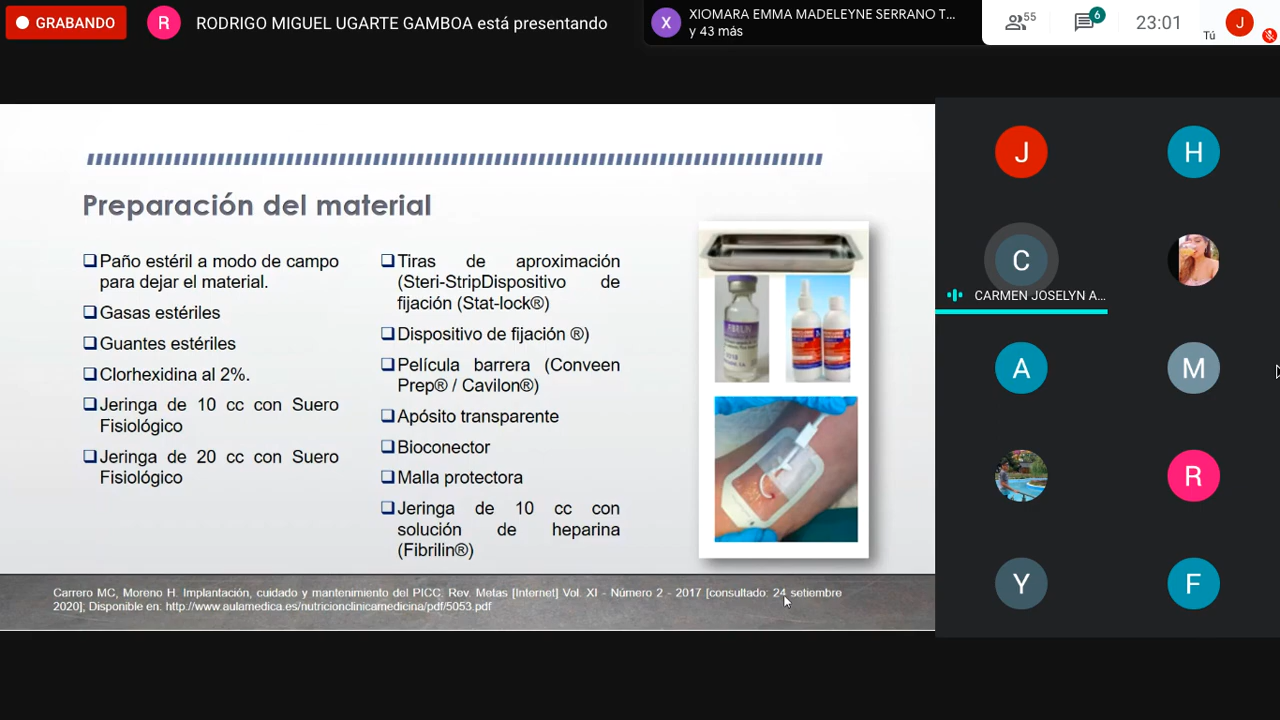 GRABANDO
R
RODRIGO MIGUEL UGARTE GAMBOA está presentando
X
XIOMARA EMMA MADELEYNE SERRANO T...
y 43 más
55
6
23:01
Tú
J
Preparación del material
Paño estéril a modo de campo
para dejar el material.
Gasas estériles
Guantes estériles
Clorhexidina al 2%.
Jeringa de 10 cc con Suero
Fisiológico
Jeringa de 20 cc con Suero
Fisiológico
Tiras de aproximación
(Steri-StripDispositivo de
fijación (Stat-lock®)
Dispositivo de fijación ®)
Película barrera (Conveen
Prep® / Cavilon®)
Apósito transparente
Bioconector
Malla protectora
Jeringa de 10 cc con
solución de heparina
(Fibrilin®)
Carrero MC, Moreno H. Implantación, cuidado y mantenimiento del PICC. Rev. Metas [Internet] Vol. XI - Número 2 - 2017 [consultado: 24 setiembre
2020]; Disponible en: http://www.aulamedica.es/nutricionclinicamedicina/pdf/5053.pdf
J
H
C
CARMEN JOSELYN A...
A
M
R
Y
F